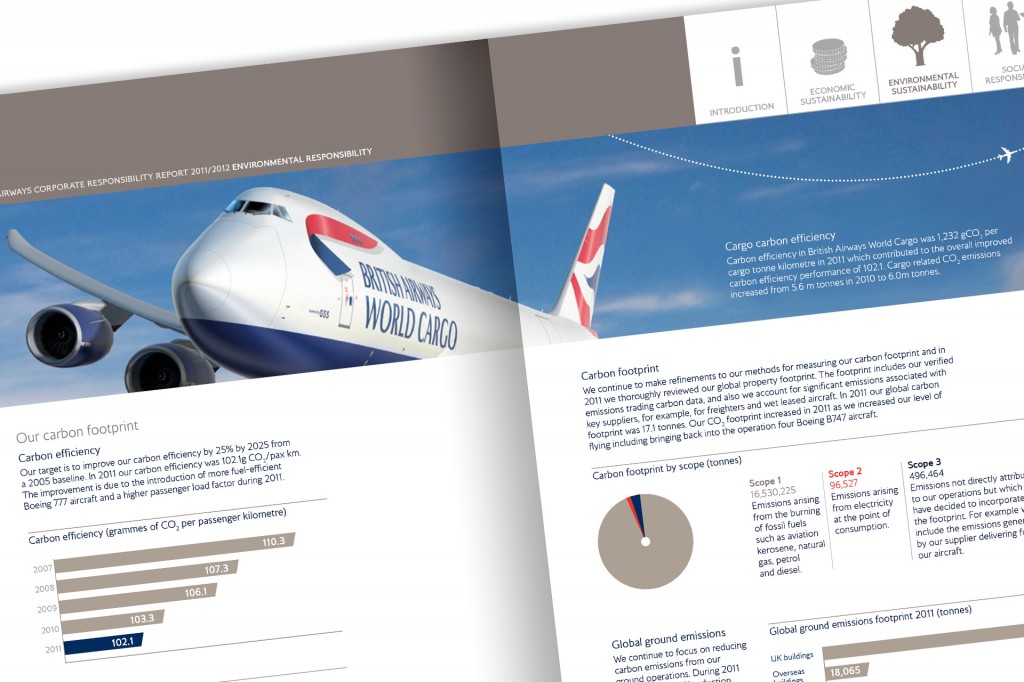 AIRWAYS CORPORATE RESPONSIBILITY REPORT 2011/2012 ENVIRONMENTAL RESPONSIBILITY
BRITISH AIRWAYS
WORLD CARGO
GSS
Our carbon footprint
Carbon efficiency
Our target is to improve our carbon efficiency by 25% by 2025 from
a 2005 baseline. In 2011 our carbon efficiency was 102.1g CO₂/pax km.
The improvement is due to the introduction of more fuel-efficient
Boeing 777 aircraft and a higher passenger load factor during 2011.
Carbon efficiency (grammes of CO₂ per passenger kilometre)
2007 110.3
2008 107.3
2009 106.1
2010 103.3
2011 102.1
INTRODUCTION
ECONOMIC
SUSTAINABILITY
ENVIRONMENTAL
SUSTAINABILITY
SOCIA
RESPONS
Cargo carbon efficiency
Carbon efficiency in British Airways World Cargo was 1,232 gCO₂ per
cargo tonne kilometre in 2011 which contributed to the overall improved
carbon efficiency performance of 102.1. Cargo related CO₂ emissions
increased from 5.6 m tonnes in 2010 to 6.0m tonnes.
Carbon footprint
We continue to make refinements to our methods for measuring our carbon footprint and in
2011 we thoroughly reviewed our global property footprint. The footprint includes our verified
emissions trading carbon data, and also we account for significant emissions associated with
key suppliers, for example, for freighters and wet leased aircraft. In 2011 our global carbon
footprint was 17.1 tonnes. Our CO₂ footprint increased in 2011 as we increased our level of
flying including bringing back into the operation four Boeing B747 aircraft.
Carbon footprint by scope (tonnes)
Scope 1
16,530,225
Emissions arising
from the burning
of fossil fuels
such as aviation
kerosene, natural
gas, petrol
and diesel.
Scope 2
96,527
Emissions arising
from electricity
at the point of
consumption.
Scope 3
496,464
Emissions not directly attribu
to our operations but which
have decided to incorporate
the footprint. For example
include the emissions gener
by our supplier delivering f
our aircraft.
Global ground emissions
We continue to focus on reducing
carbon emissions from our
ground operations. During 2011
Global ground emissions footprint 2011 (tonnes)
UK buildings
Overseas
buildings
18,065